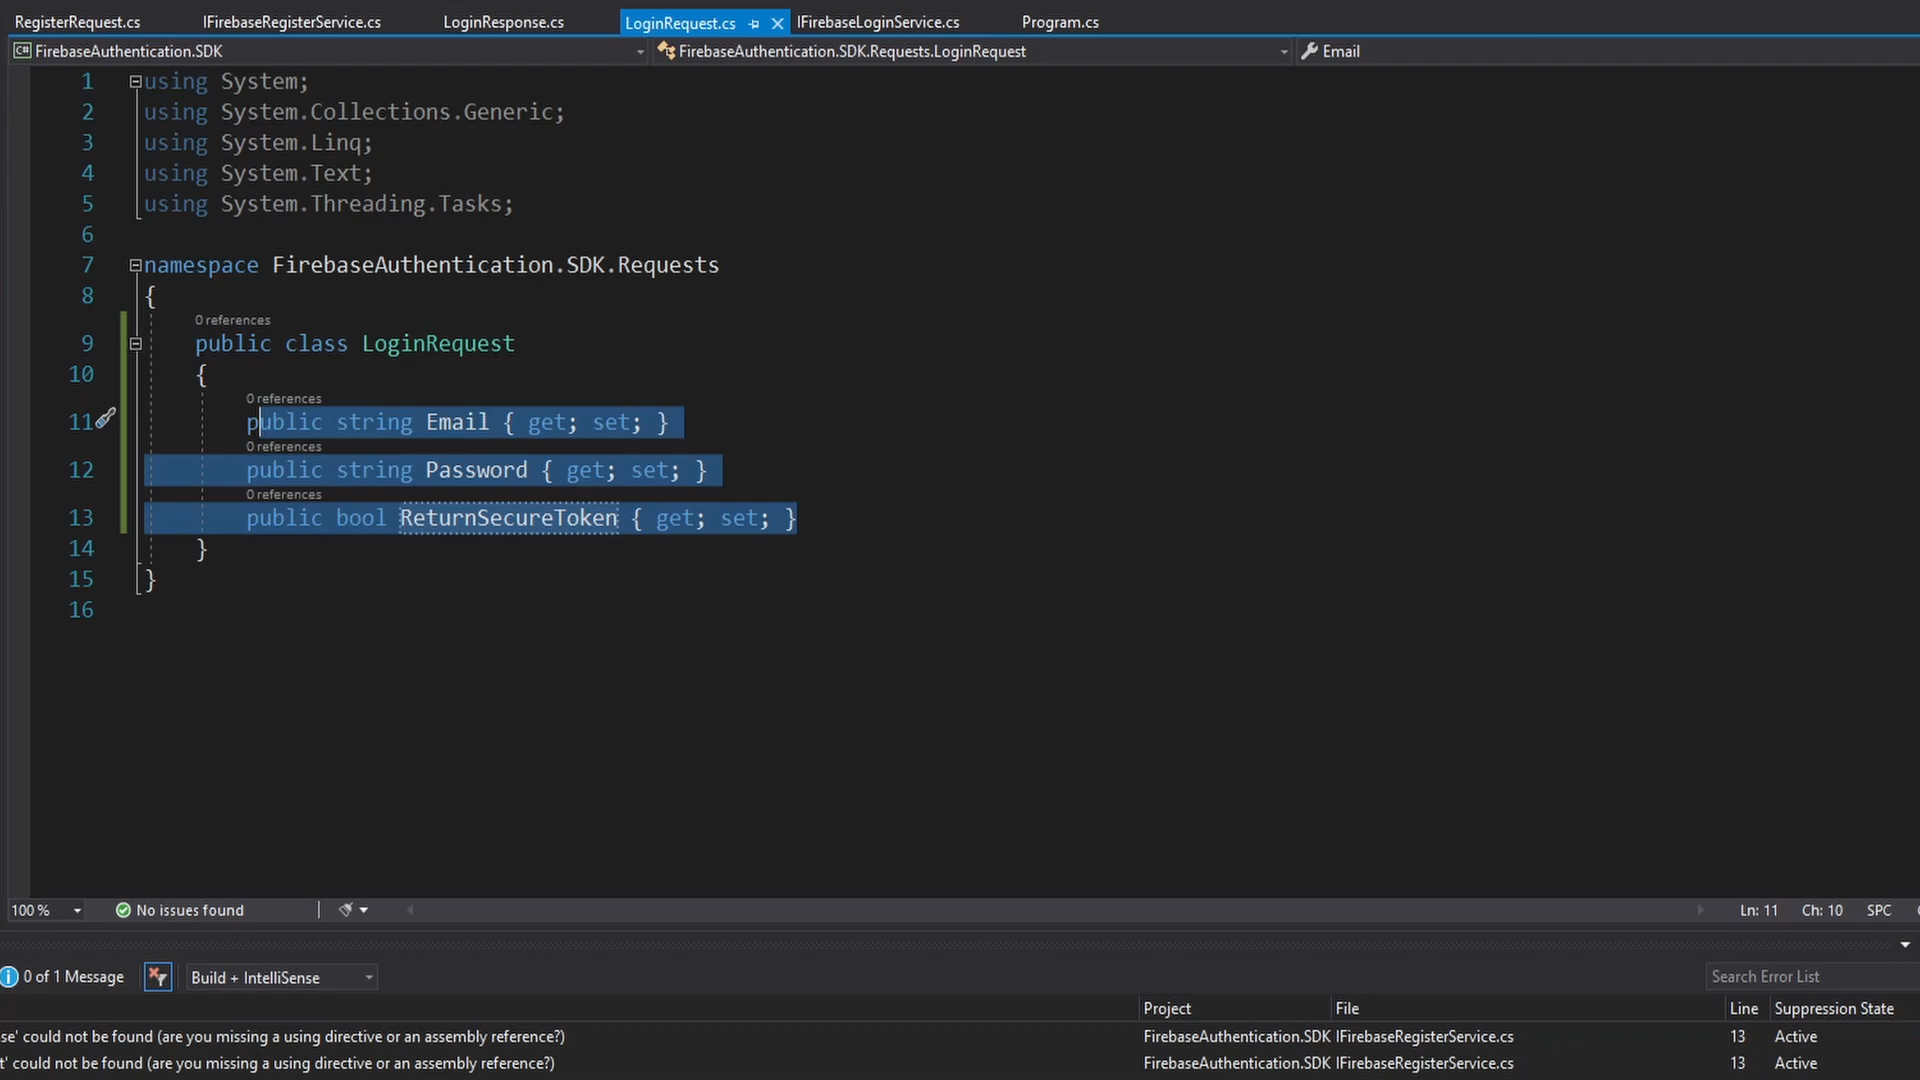 RegisterRequest.cs IFirebaseRegisterService.cs LoginResponse.cs LoginRequest.cs IFirebaseLoginService.cs Program.cs
C# FirebaseAuthentication.SDK FirebaseAuthentication.SDK.Requests.LoginRequest Email
1 using System;
2 using System.Collections.Generic;
3 using System.Linq;
4 using System.Text;
5 using System.Threading.Tasks;
6
7 namespace FirebaseAuthentication.SDK.Requests
8 {
0 references
9 public class LoginRequest
10 {
0 references
11 public string Email { get; set; }
0 references
12 public string Password { get; set; }
0 references
13 public bool ReturnSecureToken { get; set; }
14 }
15 }
16
100 % No issues found Ln: 11 Ch: 10 SPC
0 of 1 Message Build + IntelliSense Search Error List
Project File Line Suppression State
se' could not be found (are you missing a using directive or an assembly reference?) FirebaseAuthentication.SDK IFirebaseRegisterService.cs 13 Active
t' could not be found (are you missing a using directive or an assembly reference?) FirebaseAuthentication.SDK IFirebaseRegisterService.cs 13 Active